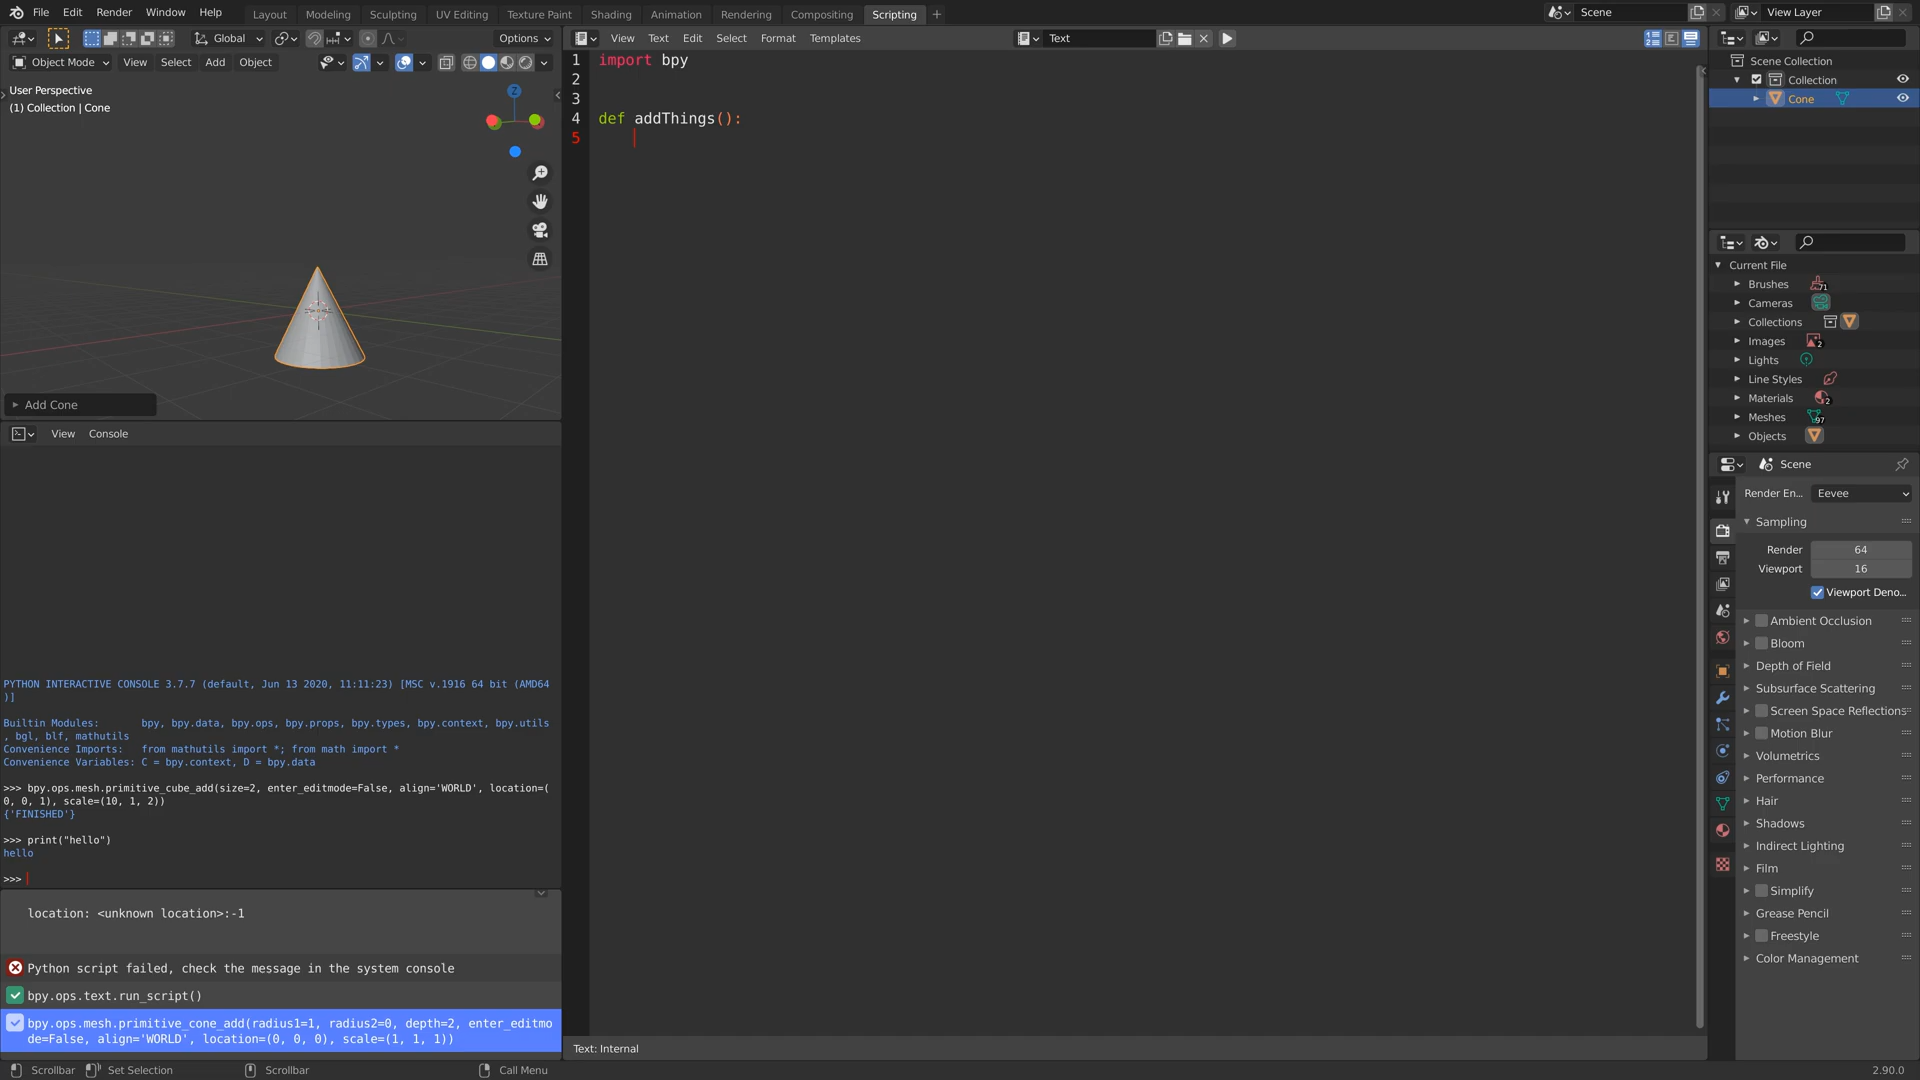 File Edit Render Window Help Layout Modeling Sculpting UV Editing Texture Paint Shading Animation Rendering Compositing Scripting + Scene View Layer
Global Options View Text Edit Select Format Templates Text
Object Mode View Select Add Object
User Perspective
(1) Collection | Cone
Z
Add Cone
View Console
PYTHON INTERACTIVE CONSOLE 3.7.7 (default, Jun 13 2020, 11:11:23) [MSC v.1916 64 bit (AMD64
)]
Builtin Modules: bpy, bpy.data, bpy.ops, bpy.props, bpy.types, bpy.context, bpy.utils
, bgl, blf, mathutils
Convenience Imports: from mathutils import *; from math import *
Convenience Variables: C = bpy.context, D = bpy.data
>>> bpy.ops.mesh.primitive_cube_add(size=2, enter_editmode=False, align='WORLD', location=(
0, 0, 1), scale=(10, 1, 2))
{'FINISHED'}
>>> print("hello")
hello
>>>
location: <unknown location>:-1
Python script failed, check the message in the system console
bpy.ops.text.run_script()
bpy.ops.mesh.primitive_cone_add(radius1=1, radius2=0, depth=2, enter_editmo
de=False, align='WORLD', location=(0, 0, 0), scale=(1, 1, 1))
1 import bpy
2
3
4 def addThings():
5
Text: Internal
Scene Collection
Collection
Cone
Current File
Brushes 71
Cameras
Collections
Images 2
Lights
Line Styles
Materials 2
Meshes 97
Objects
Scene
Render En... Eevee
Sampling
Render 64
Viewport 16
Viewport Deno...
Ambient Occlusion
Bloom
Depth of Field
Subsurface Scattering
Screen Space Reflections
Motion Blur
Volumetrics
Performance
Hair
Shadows
Indirect Lighting
Film
Simplify
Grease Pencil
Freestyle
Color Management
Scrollbar Set Selection Scrollbar Call Menu 2.90.0